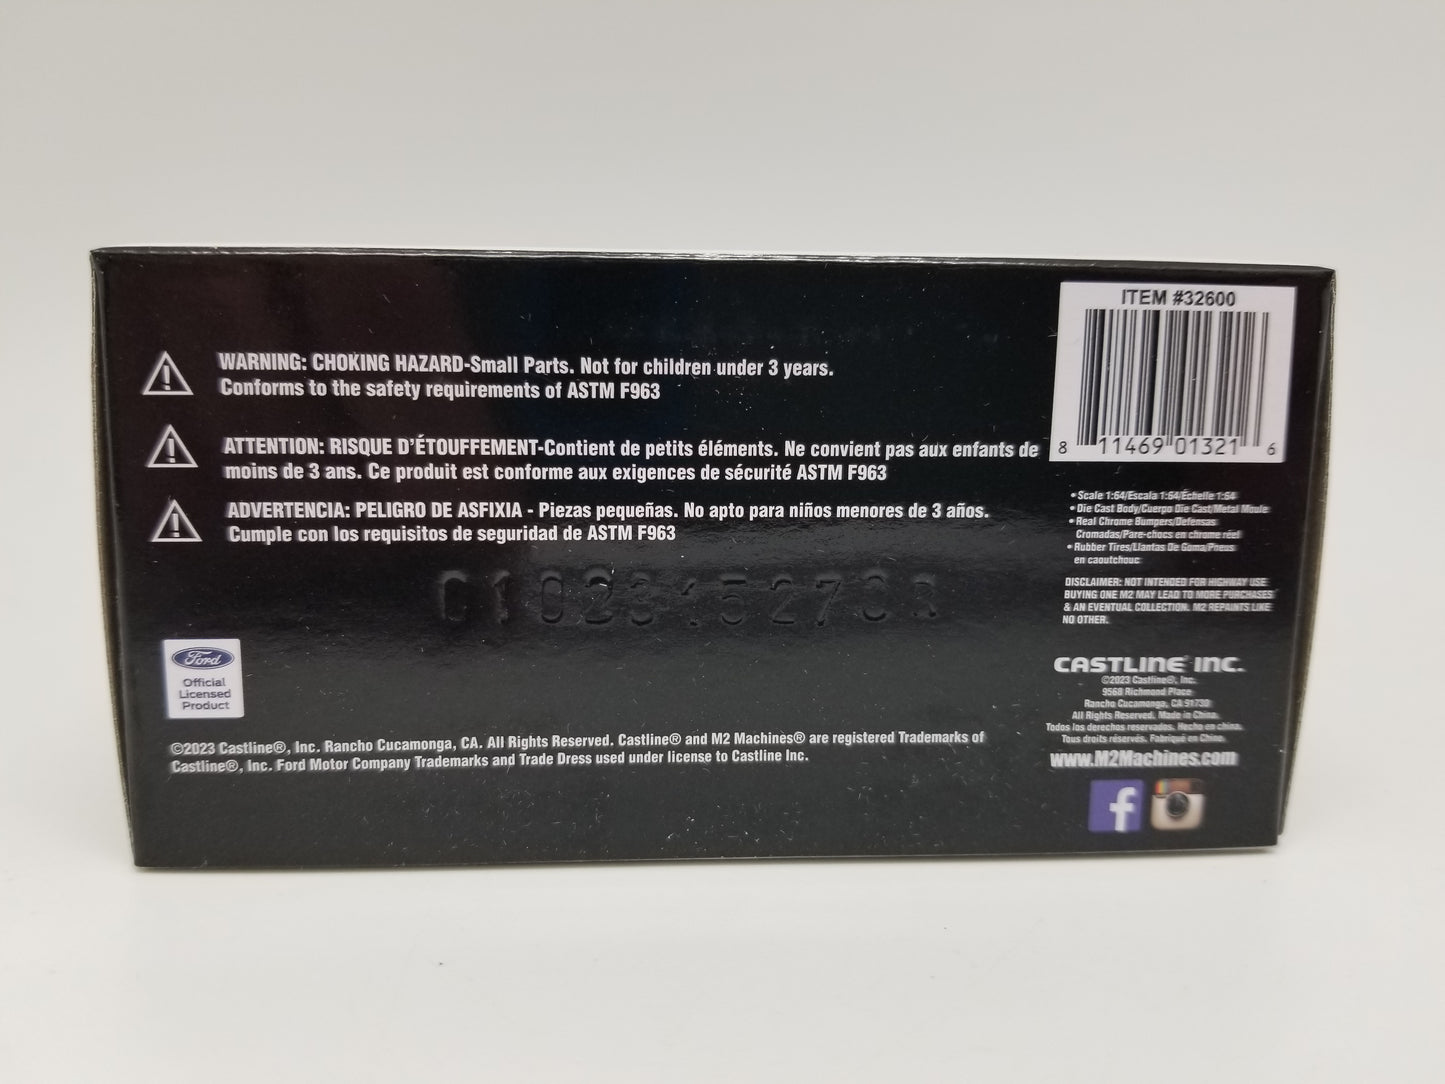 WARNING: CHOKING HAZARD-Small Parts. Not for children under 3 years.
Conforms to the safety requirements of ASTM F963
ATTENTION: RISQUE D'ÉTOUFFEMENT-Contient de petits éléments. Ne convient pas aux enfants de
moins de 3 ans. Ce produit est conforme aux exigences de sécurité ASTM F963
ADVERTENCIA: PELIGRO DE ASFIXIA - Piezas pequeñas. No apto para niños menores de 3 años.
Cumple con los requisitos de seguridad de ASTM F963
Ford
Official
Licensed
Product
©2023 Castline®, Inc. Rancho Cucamonga, CA. All Rights Reserved. Castline® and M2 Machines® are registered Trademarks of
Castline®, Inc. Ford Motor Company Trademarks and Trade Dress used under license to Castline Inc.
ITEM #32600
8 11469 01321 6
• Scale 1:64/Escala 1:64/Échelle 1:64
• Die Cast Body/Cuerpo Die Cast/Metal Moule
• Real Chrome Bumpers/Defensas
Cromadas/Pare-chocs en chrome réel
• Rubber Tires/Llantas De Goma/Pneus
en caoutchouc
DISCLAIMER: NOT INTENDED FOR HIGHWAY USE
BUYING ONE M2 MAY LEAD TO MORE PURCHASES
& AN EVENTUAL COLLECTION. M2 REPAINTS LIKE
NO OTHER.
CASTLINE® INC.
©2023 Castline®, Inc.
9568 Richmond Place
Rancho Cucamonga, CA 91730
All Rights Reserved. Made in China.
Todos los derechos reservados. Hecho en china.
Tous droits réservés. Fabriqué en Chine.
www.M2Machines.com
f